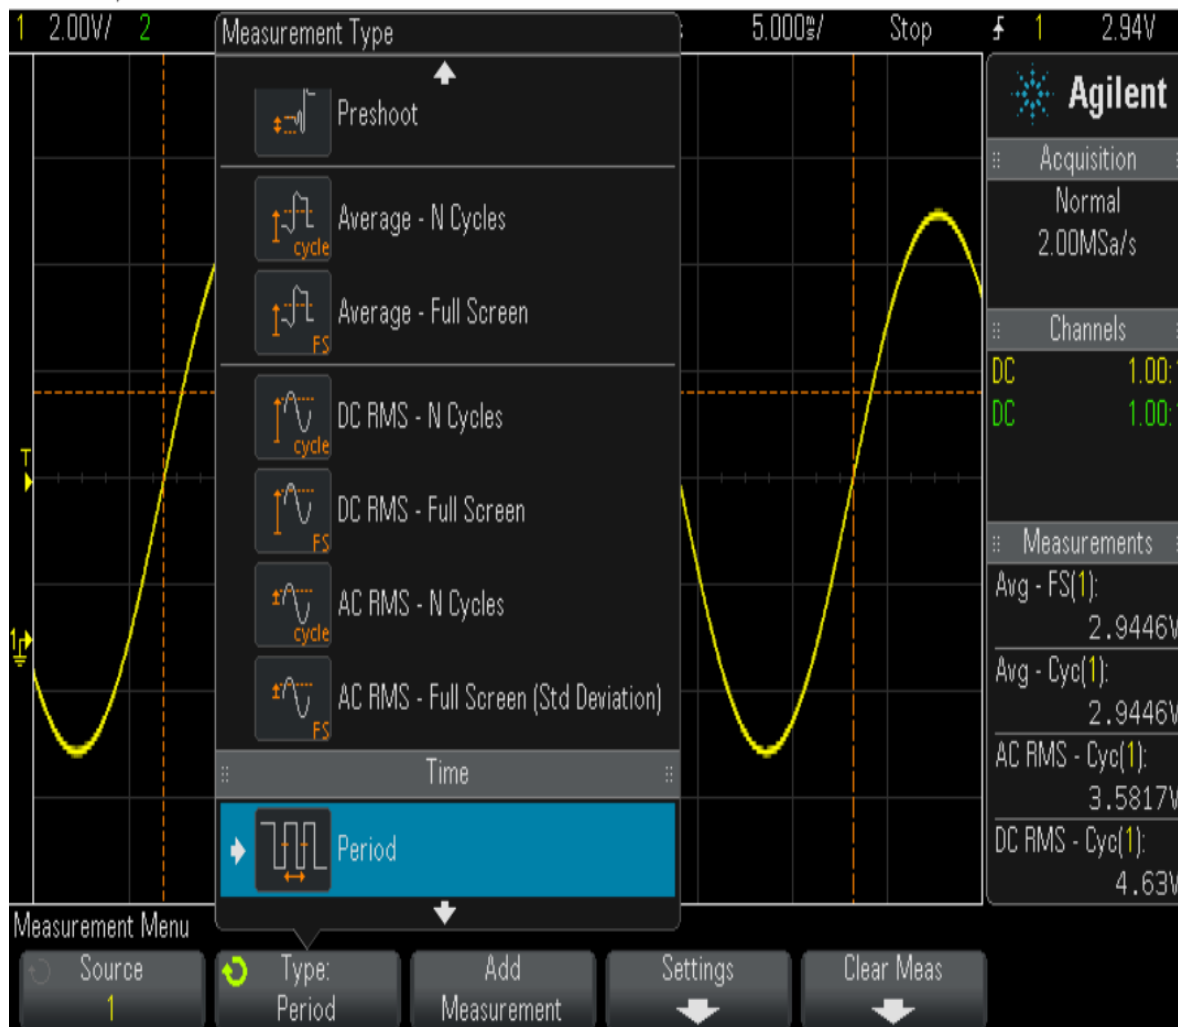 1 2.00V/ 2 5.000ms/ Stop 1 2.94V
Measurement Type
Preshoot
Average - N Cycles
cycle
Average - Full Screen
FS
DC RMS - N Cycles
cycle
DC RMS - Full Screen
FS
AC RMS - N Cycles
cycle
AC RMS - Full Screen (Std Deviation)
FS
Time
Period
T
1
Agilent
Acquisition
Normal
2.00MSa/s
Channels
DC 1.00:
DC 1.00:
Measurements
Avg - FS(1):
2.9446V
Avg - Cyc(1):
2.9446V
AC RMS - Cyc(1):
3.5817V
DC RMS - Cyc(1):
4.63V
Measurement Menu
Source
1
Type:
Period
Add
Measurement
Settings
Clear Meas